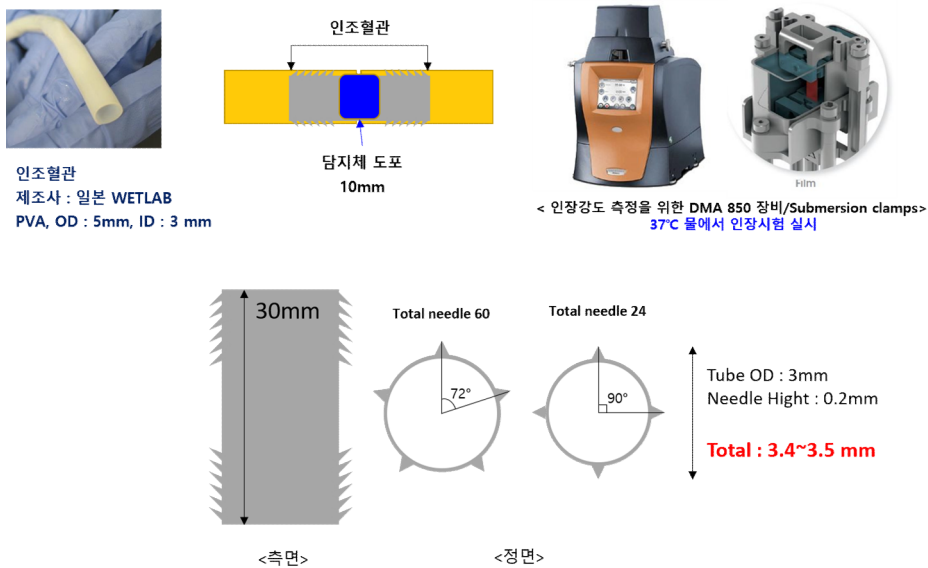 인조혈관
제조사 : 일본 WETLAB
PVA, OD : 5mm, ID : 3 mm
인조혈관
담지체 도포
10mm
Film
< 인장강도 측정을 위한 DMA 850 장비/Submersion clamps>
37℃ 물에서 인장시험 실시
30mm
Total needle 60
72°
Total needle 24
90°
Tube OD : 3mm
Needle Hight : 0.2mm
Total : 3.4~3.5 mm
<측면>
<정면>